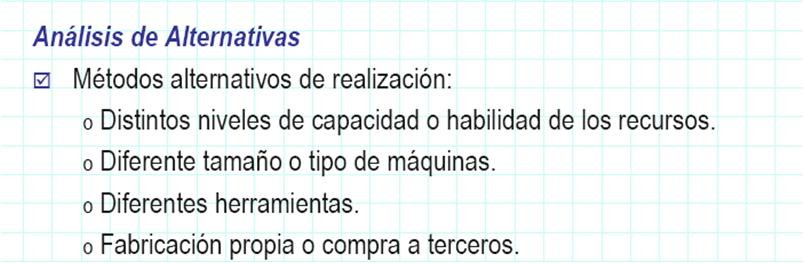 Análisis de Alternativas
☑ Métodos alternativos de realización:
o Distintos niveles de capacidad o habilidad de los recursos.
o Diferente tamaño o tipo de máquinas.
o Diferentes herramientas.
o Fabricación propia o compra a terceros.